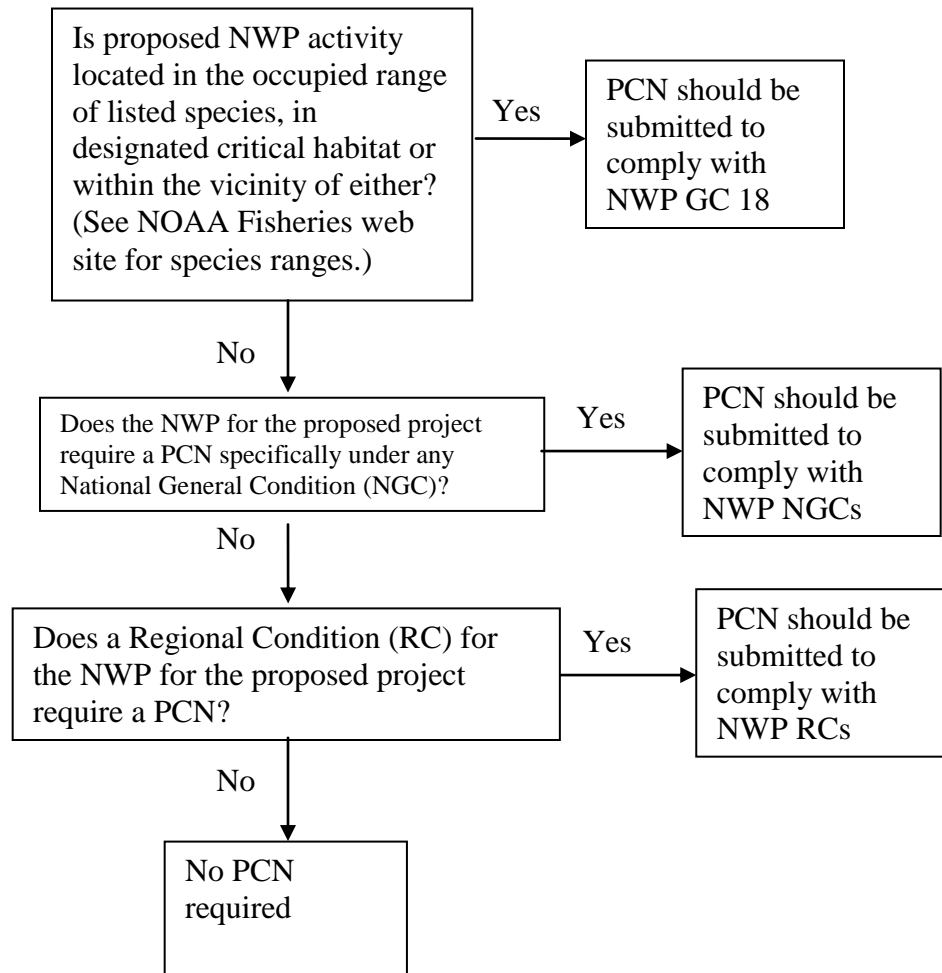 Is proposed NWP activity
located in the occupied range
of listed species, in
designated critical habitat or
within the vicinity of either?
(See NOAA Fisheries web
site for species ranges.)
Yes
PCN should be
submitted to
comply with
NWP GC 18
No
Does the NWP for the proposed project
require a PCN specifically under any
National General Condition (NGC)?
Yes
PCN should be
submitted to
comply with
NWP NGCs
No
Does a Regional Condition (RC) for
the NWP for the proposed project
require a PCN?
Yes
PCN should be
submitted to
comply with
NWP RCs
No
No PCN
required